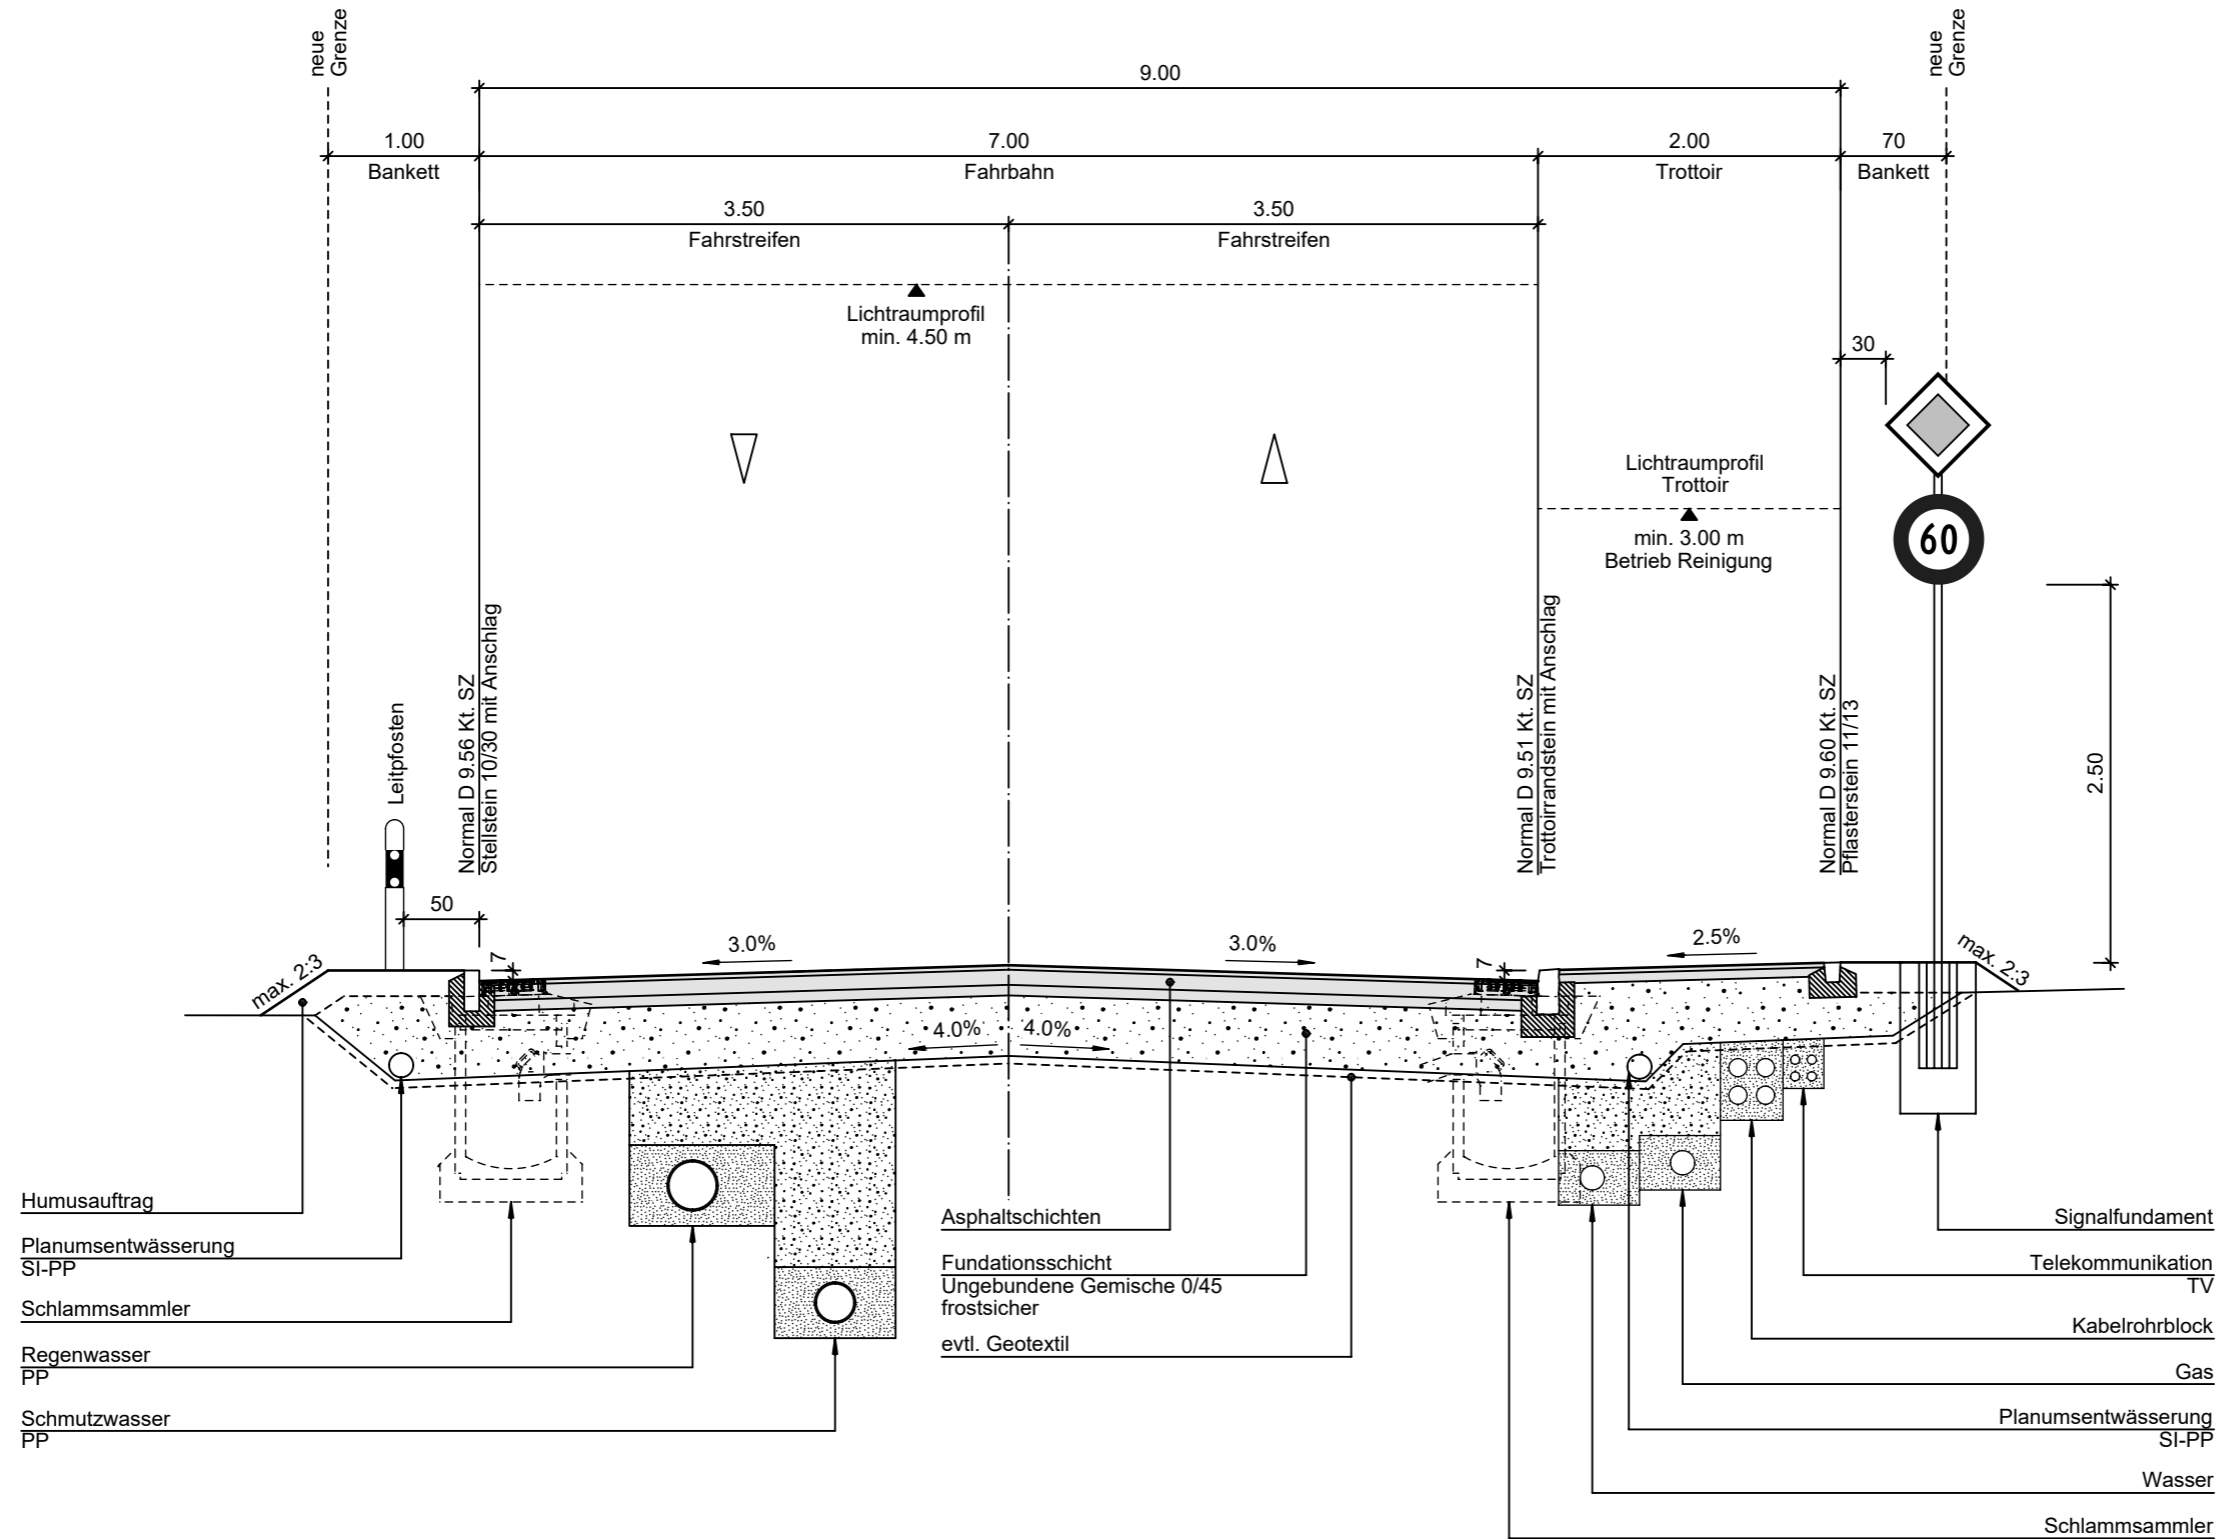 neue
Grenze
neue
Grenze
9.00
1.00
Bankett
7.00
Fahrbahn
2.00
Trottoir
70
Bankett
3.50
Fahrstreifen
3.50
Fahrstreifen
Lichtraumprofil
min. 4.50 m
30
Lichtraumprofil
Trottoir
min. 3.00 m
Betrieb Reinigung
60
2.50
Leitpfosten
Normal D 9.56 Kt. SZ
Stellstein 10/30 mit Anschlag
Normal D 9.51 Kt. SZ
Trottoirrandstein mit Anschlag
Normal D 9.60 Kt. SZ
Pflasterstein 11/13
50
max. 2:3
7
3.0%
3.0%
7
2.5%
max. 2:3
4.0%
4.0%
Humusauftrag
Planumsentwässerung
SI-PP
Schlammsammler
Regenwasser
PP
Schmutzwasser
PP
Asphaltschichten
Fundationsschicht
Ungebundene Gemische 0/45
frostsicher
evtl. Geotextil
Signalfundament
Telekommunikation
TV
Kabelrohrblock
Gas
Planumsentwässerung
SI-PP
Wasser
Schlammsammler